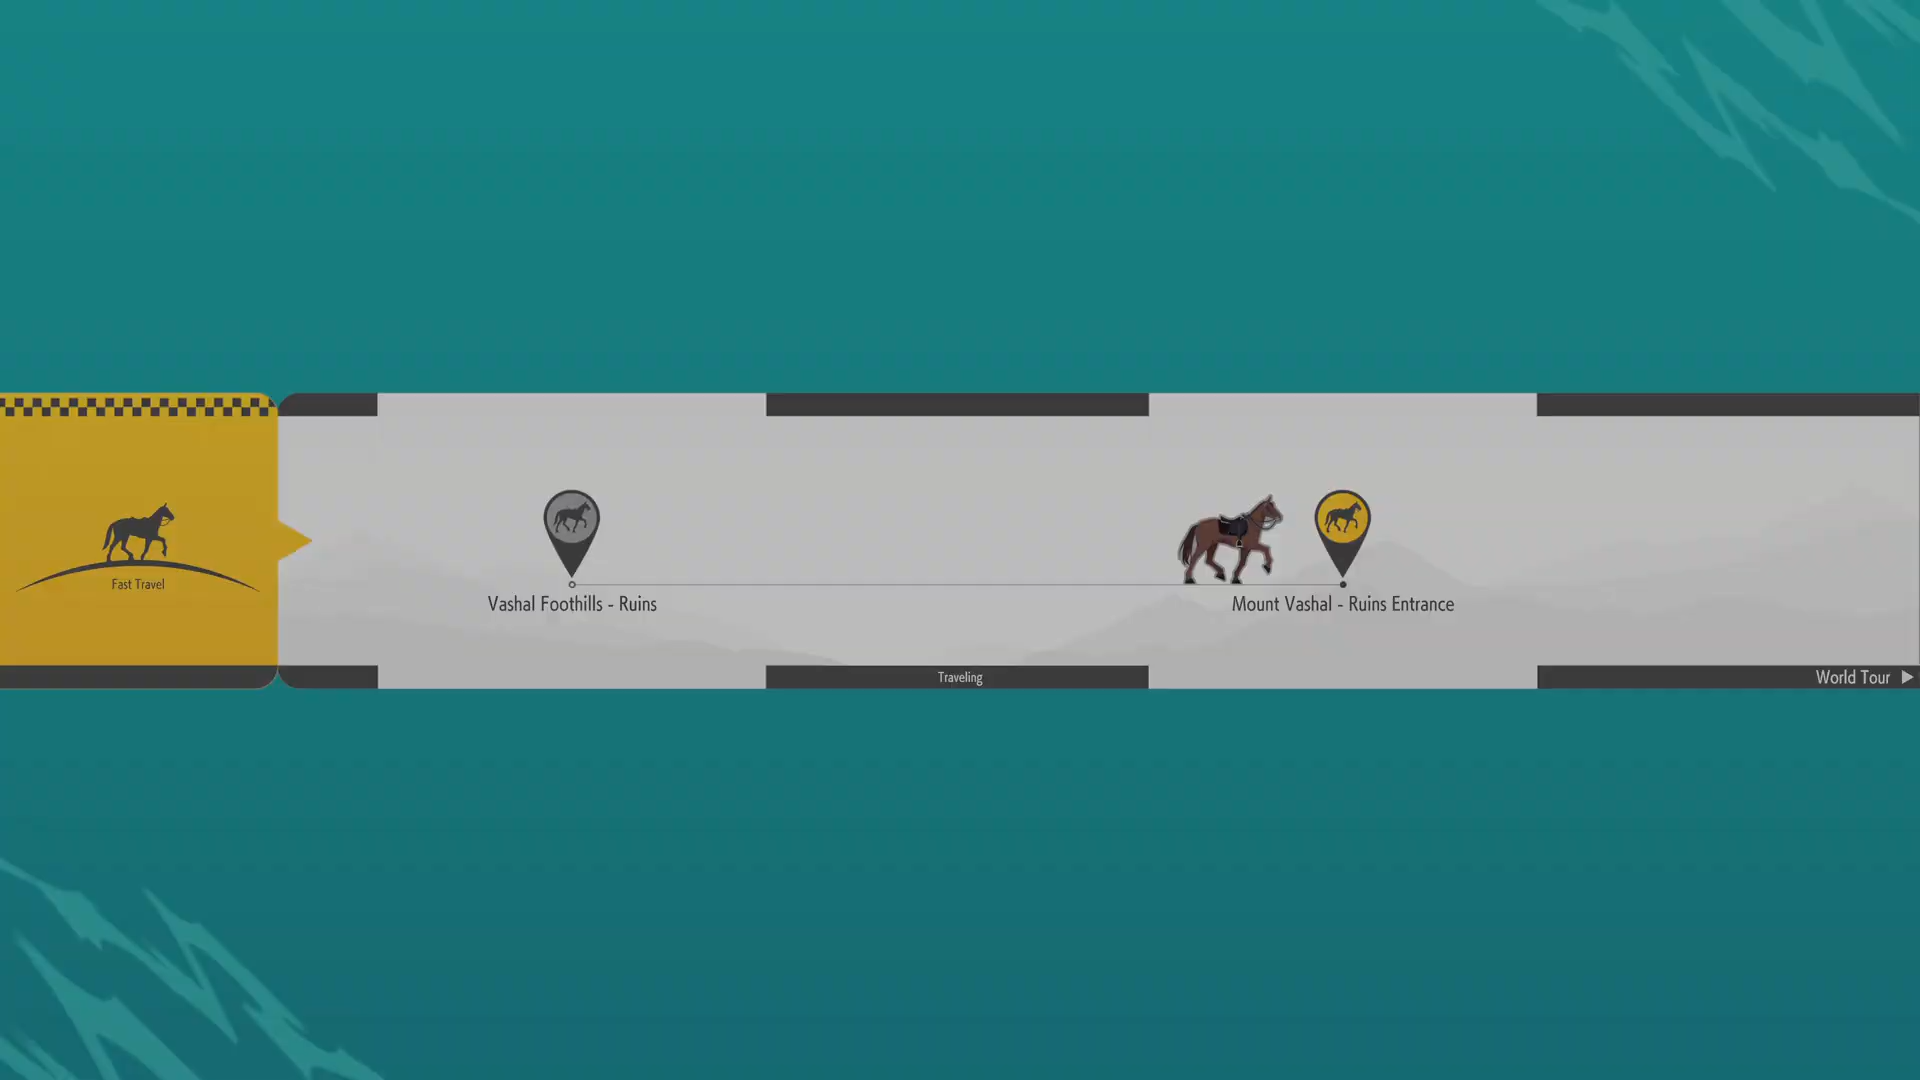 Fast Travel
Vashal Foothills - Ruins
Mount Vashal - Ruins Entrance
Traveling
World Tour